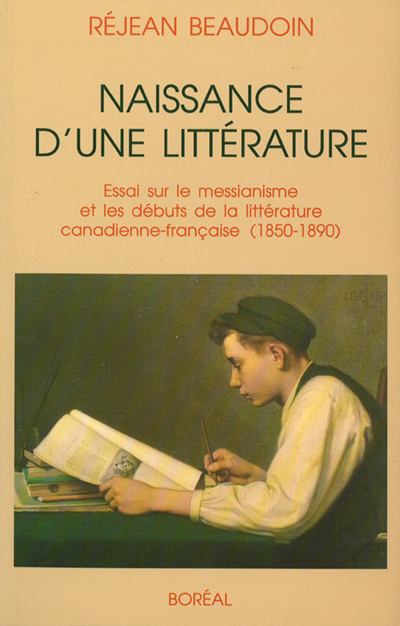 RÉJEAN BEAUDOIN
NAISSANCE
D'UNE LITTÉRATURE
Essai sur le messianisme
et les débuts de la littérature
canadienne-française (1850-1890)
BORÉAL